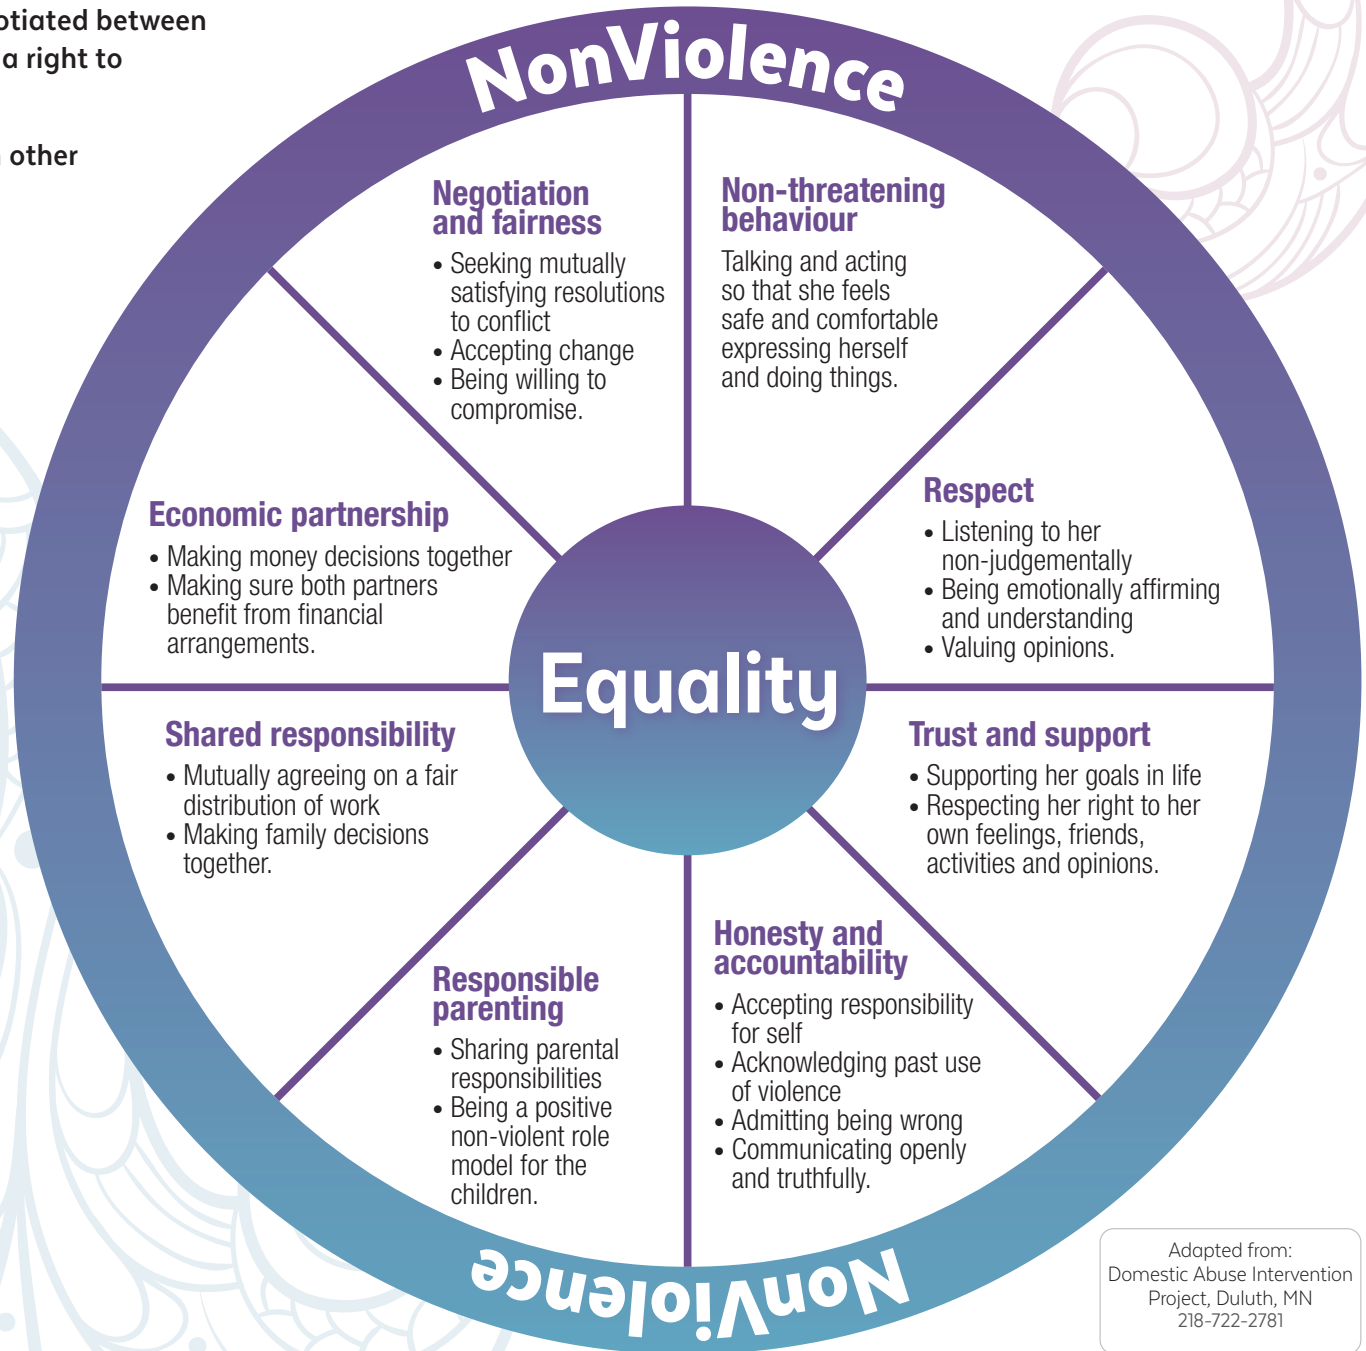 otiated between
a right to
other
NonViolence
Negotiation
and fairness
• Seeking mutually
satisfying resolutions
to conflict
• Accepting change
• Being willing to
compromise.
Non-threatening
behaviour
Talking and acting
so that she feels
safe and comfortable
expressing herself
and doing things.
Respect
• Listening to her
non-judgementally
• Being emotionally affirming
and understanding
• Valuing opinions.
Economic partnership
• Making money decisions together
• Making sure both partners
benefit from financial
arrangements.
Equality
Shared responsibility
• Mutually agreeing on a fair
distribution of work
• Making family decisions
together.
Trust and support
• Supporting her goals in life
• Respecting her right to her
own feelings, friends,
activities and opinions.
Responsible
parenting
• Sharing parental
responsibilities
• Being a positive
non-violent role
model for the
children.
Honesty and
accountability
• Accepting responsibility
for self
• Acknowledging past use
of violence
• Admitting being wrong
• Communicating openly
and truthfully.
NonViolence
Adapted from:
Domestic Abuse Intervention
Project, Duluth, MN
218-722-2781